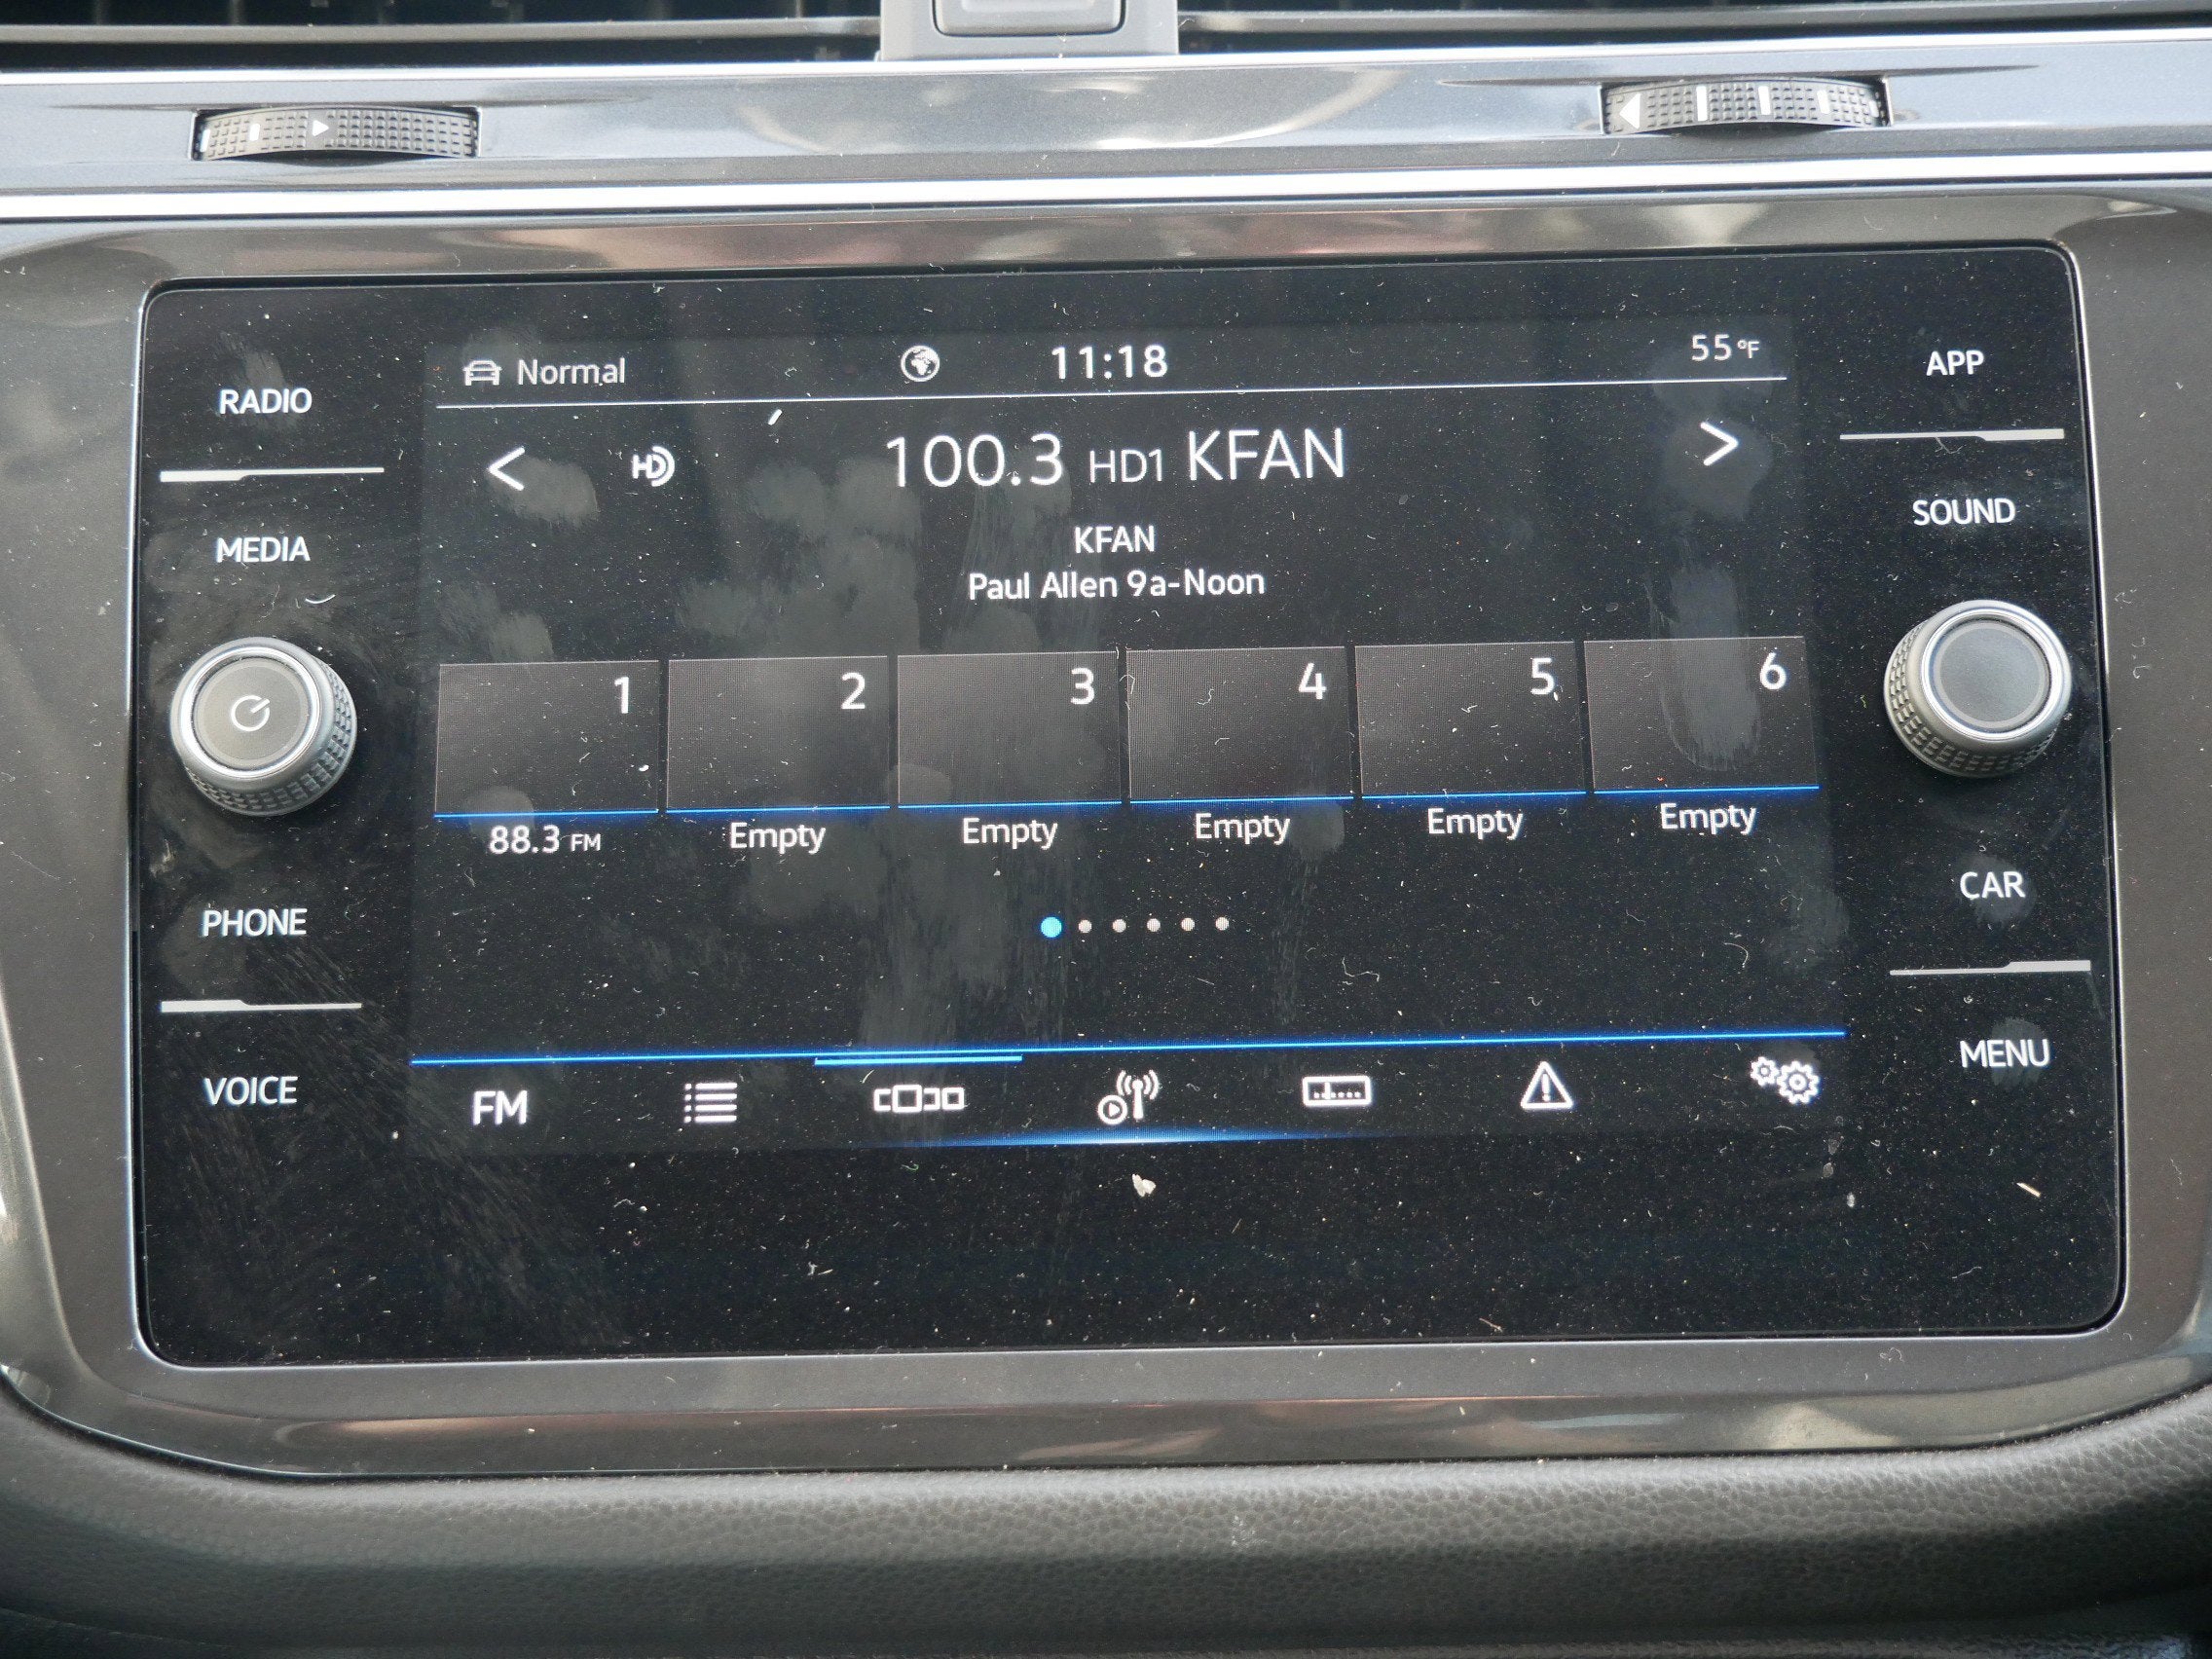 Normal 11:18 55°F
RADIO
APP
100.3 HD1 KFAN
SOUND
MEDIA
KFAN
Paul Allen 9a-Noon
1 2 3 4 5 6
88.3 FM Empty Empty Empty Empty Empty
PHONE
CAR
VOICE
MENU
FM